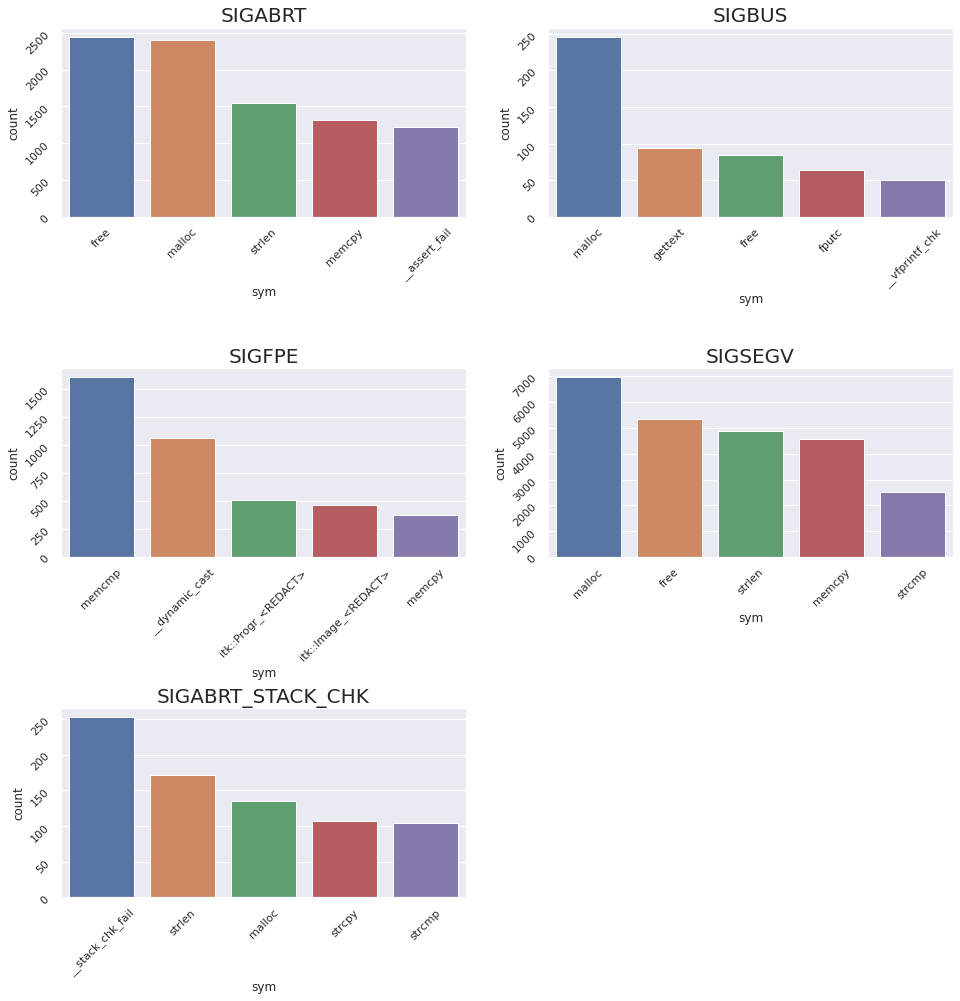 SIGABRT
count
2500
2000
1500
1000
500
0
free
malloc
strlen
memcpy
__assert_fail
sym
SIGBUS
count
250
200
150
100
50
0
malloc
gettext
free
fputc
__vfprintf_chk
sym
SIGFPE
count
1500
1250
1000
750
500
250
0
memcmp
__dynamic_cast
itk::Progr_<REDACT>
itk::Image_<REDACT>
memcpy
sym
SIGSEGV
count
7000
6000
5000
4000
3000
2000
1000
0
malloc
free
strlen
memcpy
strcmp
sym
SIGABRT_STACK_CHK
count
250
200
150
100
50
0
__stack_chk_fail
strlen
malloc
strcpy
strcmp
sym